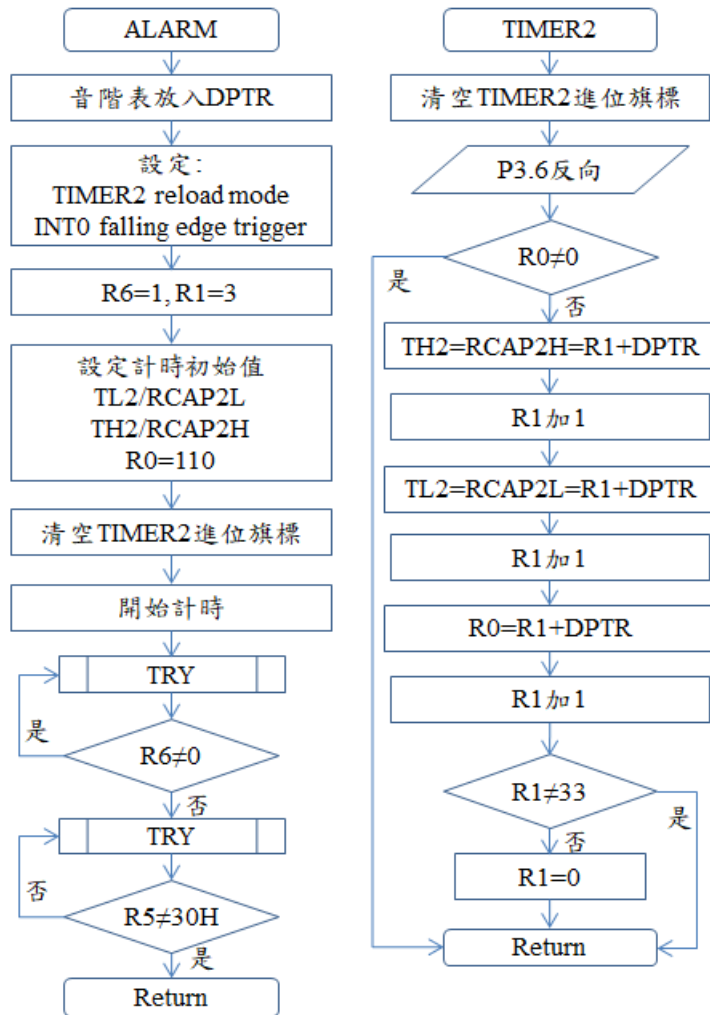 ALARM
音階表放入DPTR
設定:
TIMER2 reload mode
INT0 falling edge trigger
R6=1, R1=3
設定計時初始值
TL2/RCAP2L
TH2/RCAP2H
R0=110
清空TIMER2進位旗標
開始計時
TRY
是
R6≠0
否
TRY
否
R5≠30H
是
Return
TIMER2
清空TIMER2進位旗標
P3.6反向
R0≠0
是
否
TH2=RCAP2H=R1+DPTR
R1加1
TL2=RCAP2L=R1+DPTR
R1加1
R0=R1+DPTR
R1加1
R1≠33
是
否
R1=0
Return